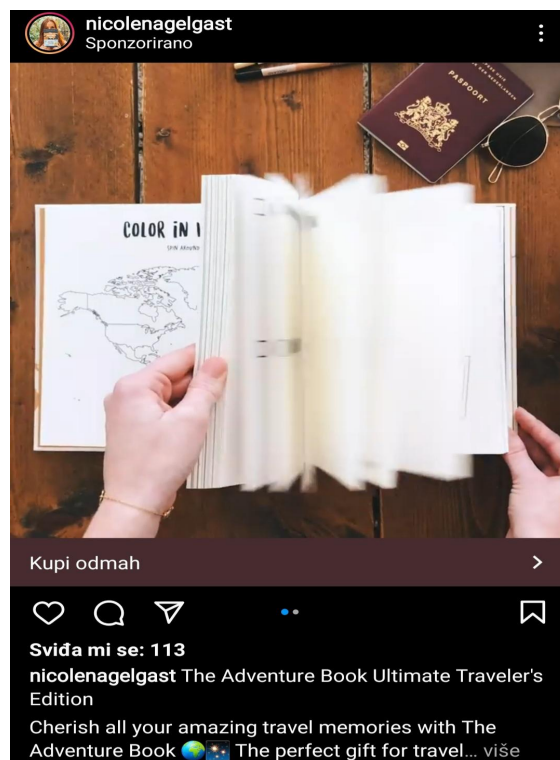 nicolenagelgast
Sponzorirano
PASPOORT
COLOR IN
Kupi odmah
Sviđa mi se: 113
nicolenagelgast The Adventure Book Ultimate Traveler's
Edition
Cherish all your amazing travel memories with The
Adventure Book 🌍🌌 The perfect gift for travel... više